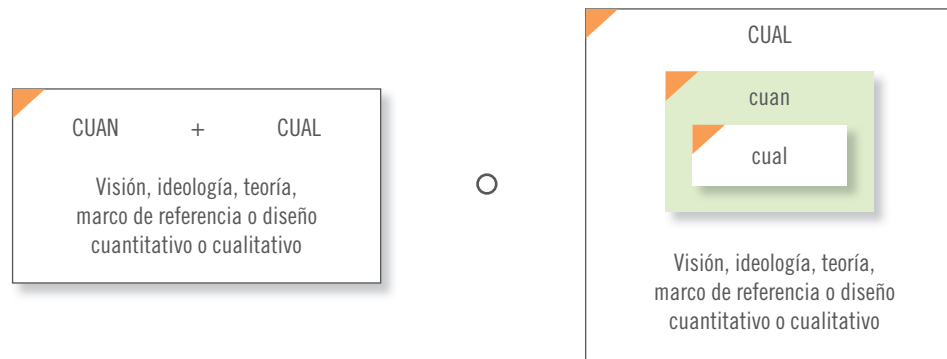 CUAN + CUAL
Visión, ideología, teoría,
marco de referencia o diseño
cuantitativo o cualitativo
O
CUAL
cuan
cual
Visión, ideología, teoría,
marco de referencia o diseño
cuantitativo o cualitativo